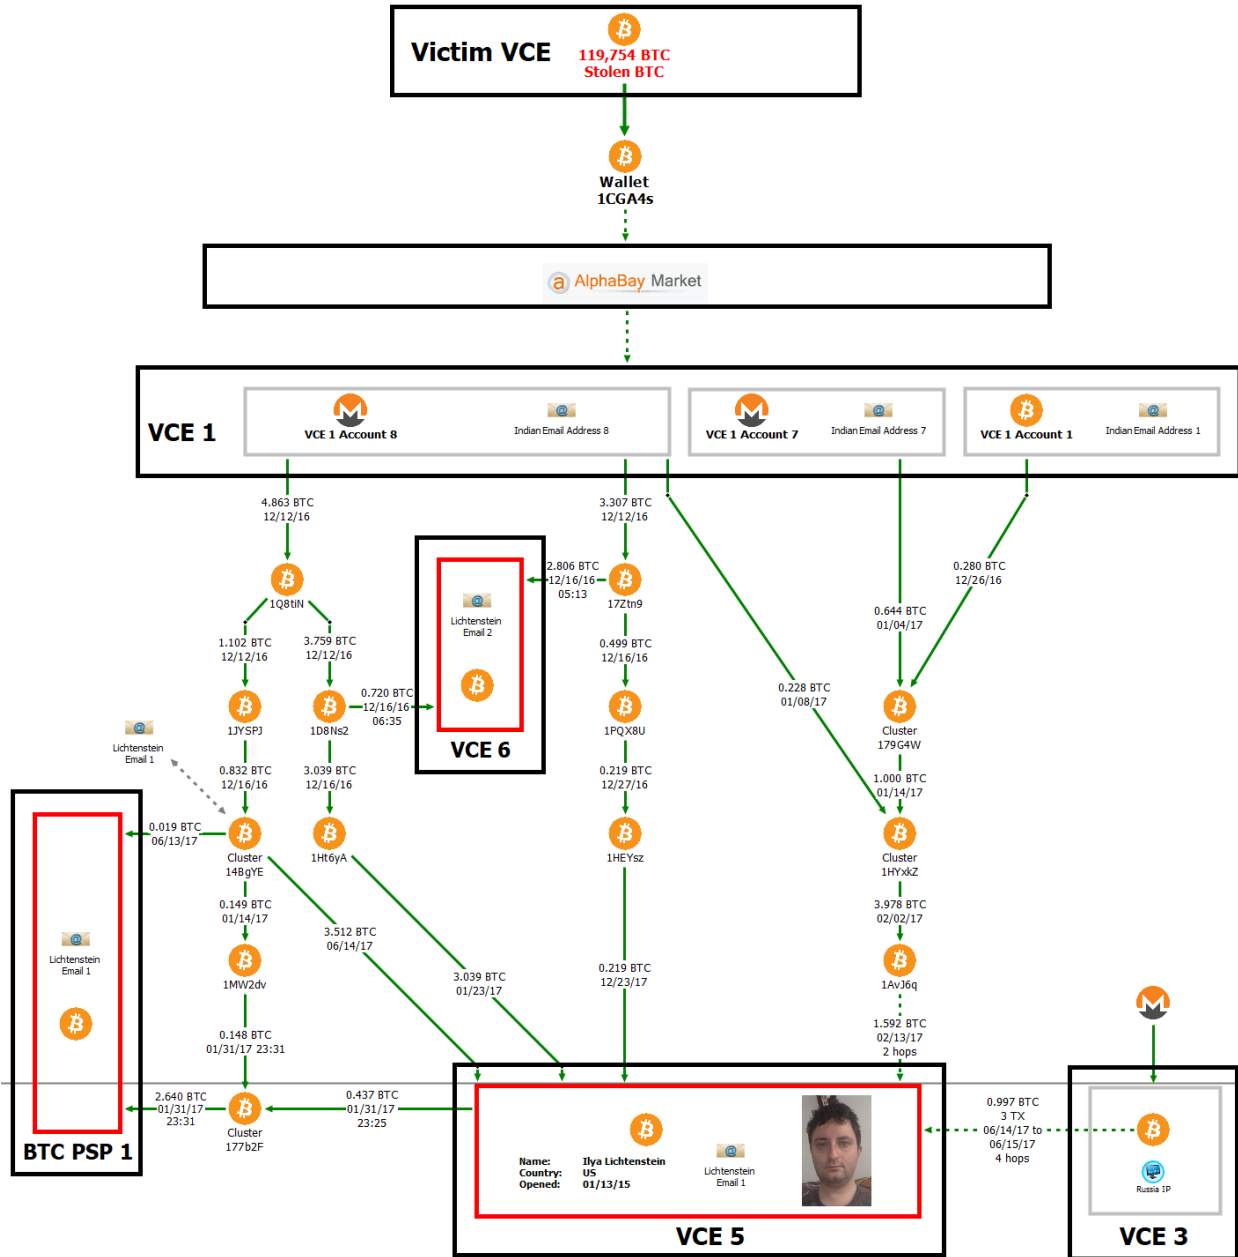 Victim VCE
119,754 BTC
Stolen BTC
Wallet
1CGA4s
a AlphaBay Market
VCE 1
VCE 1 Account 8
Indian Email Address 8
VCE 1 Account 7
Indian Email Address 7
VCE 1 Account 1
Indian Email Address 1
4.863 BTC
12/12/16
3.307 BTC
12/12/16
0.280 BTC
12/26/16
1Q8tiN
2.806 BTC
12/16/16
05:13
17Ztn9
Lichtenstein
Email 2
0.644 BTC
01/04/17
1.102 BTC
12/12/16
3.759 BTC
12/12/16
0.499 BTC
12/16/16
0.720 BTC
12/16/16
06:35
0.228 BTC
01/08/17
1JYSPJ
1D8Ns2
VCE 6
1PQX8U
Cluster
179G4W
Lichtenstein
Email 1
0.832 BTC
12/16/16
3.039 BTC
12/16/16
0.219 BTC
12/27/16
1.000 BTC
01/14/17
0.019 BTC
06/13/17
Cluster
14BgYE
1Ht6yA
1HEYsz
Cluster
1HYxkZ
0.149 BTC
01/14/17
3.512 BTC
06/14/17
3.978 BTC
02/02/17
Lichtenstein
Email 1
1MW2dv
3.039 BTC
01/23/17
0.219 BTC
12/23/17
1AvJ6q
0.148 BTC
01/31/17 23:31
1.592 BTC
02/13/17
2 hops
2.640 BTC
01/31/17
23:31
Cluster
177b2F
0.437 BTC
01/31/17
23:25
0.997 BTC
3 TX
06/14/17 to
06/15/17
4 hops
BTC PSP 1
Name: Ilya Lichtenstein
Country: US
Opened: 01/13/15
Lichtenstein
Email 1
Russia IP
VCE 5
VCE 3